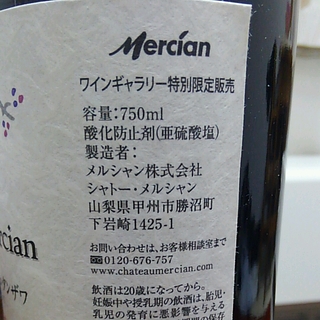 Mercian
ワインギャラリー特別限定販売
容量:750ml
酸化防止剤(亜硫酸塩)
製造者:
メルシャン株式会社
シャトー・メルシャン
山梨県甲州市勝沼町
下岩崎1425-1
お問い合わせは、お客様相談室まで
0120-676-757
www.chateaumercian.com
飲酒は20歳になってから。
妊娠中や授乳期の飲酒は、胎児・
乳児の発育に悪影響を与える
rcian
ンザワ